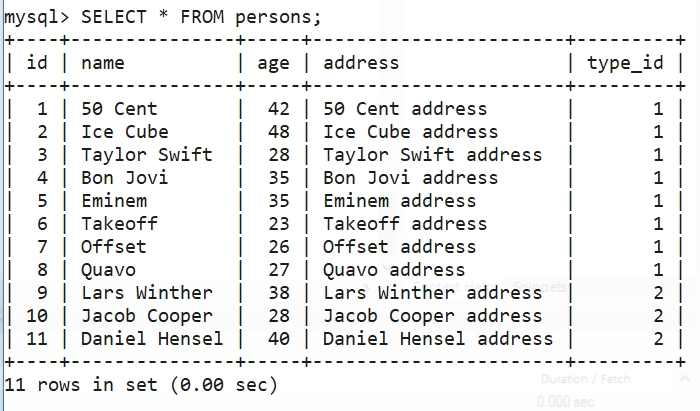 mysql> SELECT * FROM persons;
+----+---------------+-----+-----------------------+---------+
| id | name          | age | address               | type_id |
+----+---------------+-----+-----------------------+---------+
|  1 | 50 Cent       |  42 | 50 Cent address       |       1 |
|  2 | Ice Cube      |  48 | Ice Cube address      |       1 |
|  3 | Taylor Swift  |  28 | Taylor Swift address  |       1 |
|  4 | Bon Jovi      |  35 | Bon Jovi address      |       1 |
|  5 | Eminem        |  35 | Eminem address        |       1 |
|  6 | Takeoff       |  23 | Takeoff address       |       1 |
|  7 | Offset        |  26 | Offset address        |       1 |
|  8 | Quavo         |  27 | Quavo address         |       1 |
|  9 | Lars Winther  |  38 | Lars Winther address  |       2 |
| 10 | Jacob Cooper  |  28 | Jacob Cooper address  |       2 |
| 11 | Daniel Hensel |  40 | Daniel Hensel address |       2 |
+----+---------------+-----+-----------------------+---------+
11 rows in set (0.00 sec)
Duration / Fetch
0.000 sec